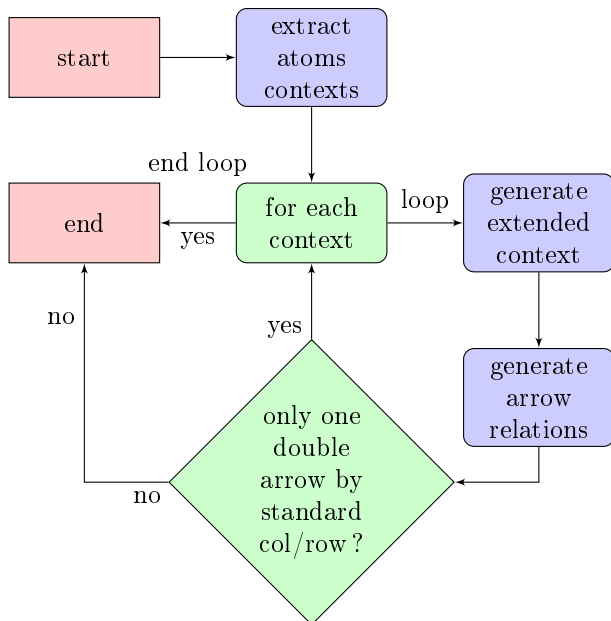 start
extract
atoms
contexts
end loop
end
yes
for each
context
loop
generate
extended
context
no
yes
generate
arrow
relations
only one
double
arrow by
standard
col/row ?
no